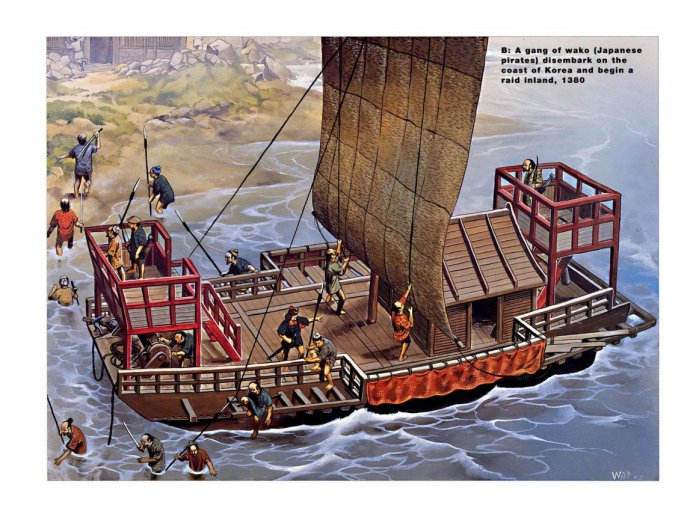 B: A gang of wako (Japanese
pirates) disembark on the
coast of Korea and begin a
raid inland, 1380